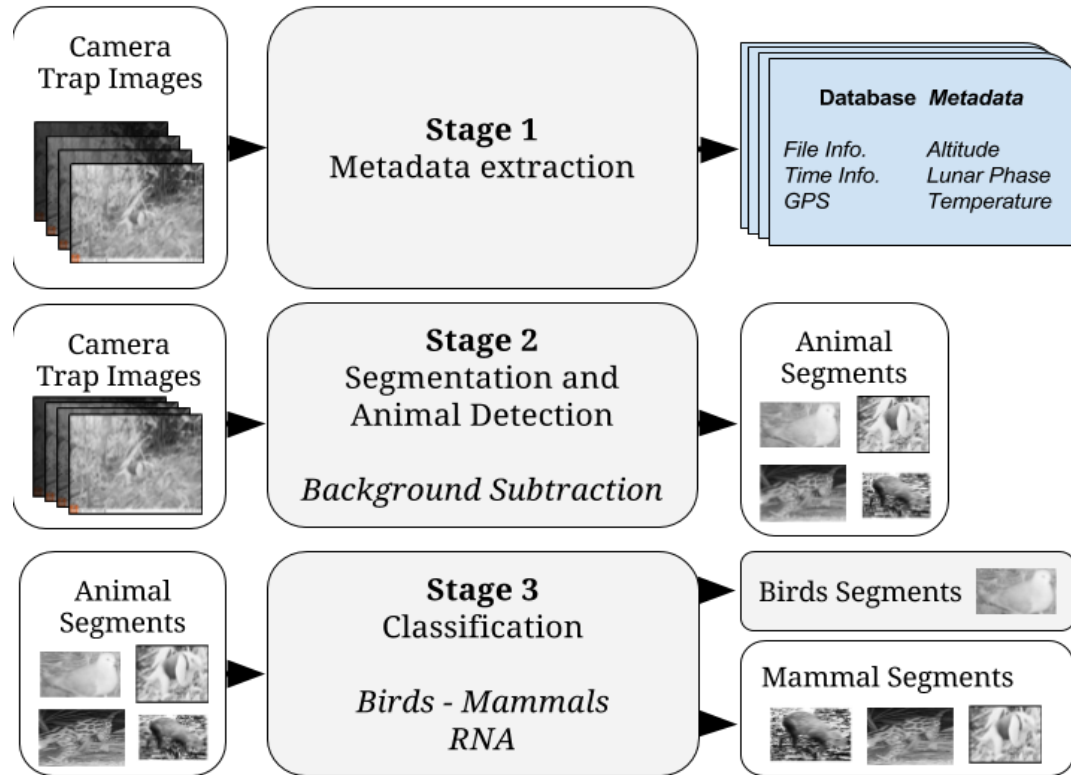 Camera
Trap Images
Stage 1
Metadata extraction
Database Metadata
File Info. Altitude
Time Info. Lunar Phase
GPS Temperature
Camera
Trap Images
Stage 2
Segmentation and
Animal Detection
Background Subtraction
Animal
Segments
Animal
Segments
Stage 3
Classification
Birds - Mammals
RNA
Birds Segments
Mammal Segments